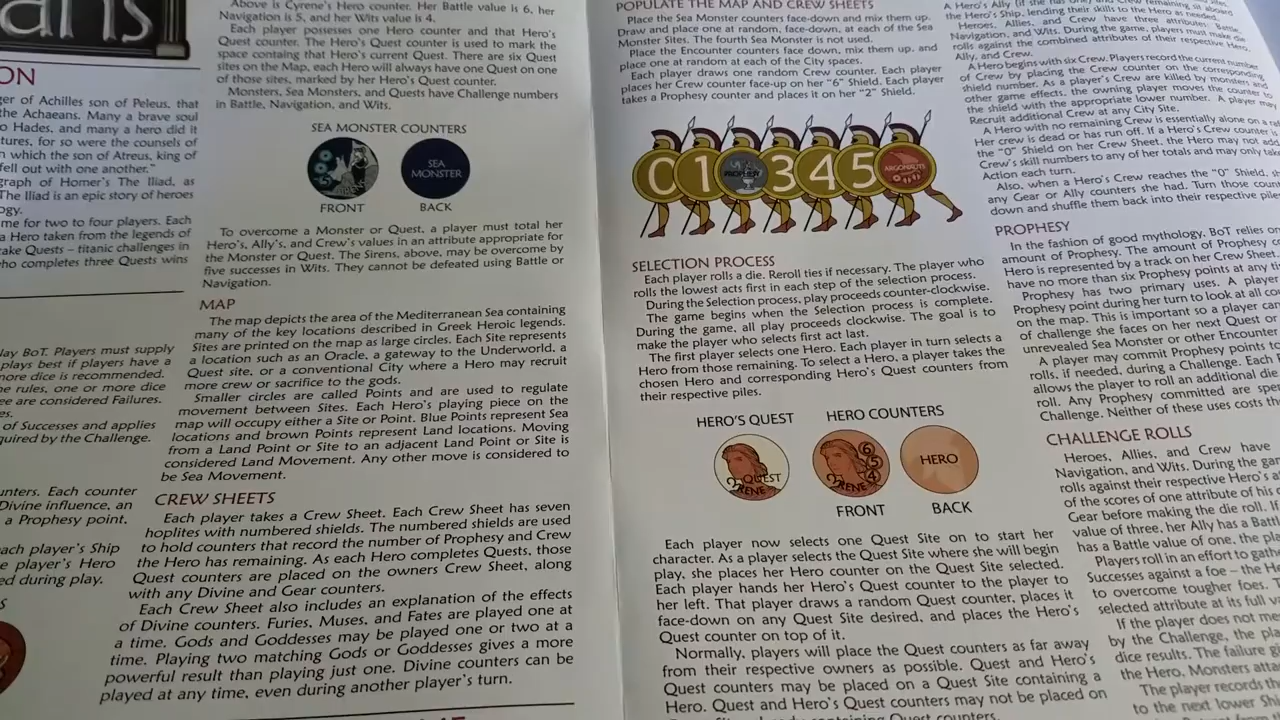 ans
ON
ger of Achilles son of Peleus, that
the Achaeans. Many a brave soul
o Hades, and many a hero did it
tures, for so were the counsels of
n which the son of Atreus, king of
fell out with one another."
graph of Homer's The Iliad, as
The Iliad is an epic story of heroes
ogy.
me for two to four players. Each
a Hero taken from the legends of
take Quests – titanic challenges in
who completes three Quests wins
lay BoT. Players must supply
plays best if players have a
more dice is recommended.
e rules, one or more dice
ee are considered Failures.
es.
of Successes and applies
quired by the Challenge.
unters. Each counter
Divine influence, an
a Prophesy point,
each player's Ship
e player's Hero
ed during play.
S
Above is Cyrene's Hero counter. Her Battle value is 6, her
Navigation is 5, and her Wits value is 4.
Each player possesses one Hero counter and that Hero's
Quest counter. The Hero's Quest counter is used to mark the
space containg that Hero's current Quest. There are six Quest
sites on the Map, each Hero will always have one Quest on one
of those sites, marked by her Hero's Quest counter.
Monsters, Sea Monsters, and Quests have Challenge numbers
in Battle, Navigation, and Wits.
SEA MONSTER COUNTERS
SEA
MONSTER
FRONT BACK
To overcome a Monster or Quest, a player must total her
Hero's, Ally's, and Crew's values in an attribute appropriate for
the Monster or Quest. The Sirens, above, may be overcome by
five successes in Wits. They cannot be defeated using Battle or
Navigation.
MAP
The map depicts the area of the Mediterranean Sea containing
many of the key locations described in Greek Heroic legends.
Sites are printed on the map as large circles. Each Site represents
a location such as an Oracle, a gateway to the Underworld, a
Quest site, or a conventional City where a Hero may recruit
more crew or sacrifice to the gods.
Smaller circles are called Points and are used to regulate
movement between Sites. Each Hero's playing piece on the
map will occupy either a Site or Point. Blue Points represent Sea
locations and brown Points represent Land locations. Moving
from a Land Point or Site to an adjacent Land Point or Site is
considered Land Movement. Any other move is considered to
be Sea Movement.
CREW SHEETS
Each player takes a Crew Sheet. Each Crew Sheet has seven
hoplites with numbered shields. The numbered shields are used
to hold counters that record the number of Prophesy and Crew
the Hero has remaining. As each Hero completes Quests, those
Quest counters are placed on the owners Crew Sheet, along
with any Divine and Gear counters.
Each Crew Sheet also includes an explanation of the effects
of Divine counters. Furies, Muses, and Fates are played one at
a time. Gods and Goddesses may be played one or two at a
time. Playing two matching Gods or Goddesses gives a more
powerful result than playing just one. Divine counters can be
played at any time, even during another player's turn.
POPULATE THE MAP AND CREW SHEETS
Place the Sea Monster counters face-down and mix them up.
Draw and place one at random, face-down, at each of the Sea
Monster Sites. The fourth Sea Monster is not used.
Place the Encounter counters face down, mix them up, and
place one at random at each of the City spaces.
Each player draws one random Crew Counter. Each player
places her Crew counter face-up on her "6" Shield. Each player
takes a Prophesy counter and places it on her "2" Shield.
0 1 3 4 5 ARGONAUTS
SELECTION PROCESS
Each player rolls a die. Reroll ties if necessary. The player who
rolls the lowest acts first in each step of the selection process.
During the Selection process, play proceeds counter-clockwise.
The game begins when the Selection process is complete.
During the game, all play proceeds clockwise. The goal is to
make the player who selects first act last.
The first player selects one Hero. Each player in turn selects a
Hero from those remaining. To select a Hero, a player takes the
chosen Hero and corresponding Hero's Quest counters from
their respective piles.
HERO'S QUEST HERO COUNTERS
QUEST
6
5
4
HERO
FRONT BACK
Each player now selects one Quest Site on to start her
character. As a player selects the Quest Site where she will begin
play, she places her Hero counter on the Quest Site selected.
Each player hands her Hero's Quest counter to the player to
her left. That player draws a random Quest counter, places it
face-down on any Quest Site desired, and places the Hero's
Quest counter on top of it.
Normally, players will place the Quest counters as far away
from their respective owners as possible. Quest and Hero's
Quest counters may be placed on a Quest Site containing a
Hero. Quest and Hero's Quest counters may not be placed on
Quest counters.
the Hero's Ship, lending their skills to the Hero as needed.
Heroes, Allies, and Crew have three attributes: Battle,
Navigation, and Wits. During the game, players must make die
rolls against the combined attributes of their respective Hero,
Ally, and Crew.
A Hero begins with six Crew. Players record the current number
of Crew by placing the Crew Counter on the corresponding
shield number. As a player's Crew are killed by monsters and
other game effects, the owning player moves the counter to
the shield with the appropriate lower number. A player may
Recruit additional Crew at any City Site.
A Hero with no remaining Crew is essentially alone on a
Her crew is dead or has run off. If a Hero's Crew counter is
the "0" Shield on her Crew Sheet, the Hero may not add
Crew's skill numbers to any of her totals and may only take
Action each turn.
Also, when a Hero's Crew reaches the "0" Shield,
any Gear or Ally counters she had. Turn those
down and shuffle them back into their respective piles
PROPHESY
In the fashion of good mythology, BoT relies on
amount of Prophesy. The amount of Prophesy
Hero is represented by a track on her Crew Sheet.
have no more than six Prophesy points at any
Prophesy has two primary uses. A player
Prophesy point during her turn to look at all
on the map. This is important so a player can
of challenge she faces on her next Quest or
unrevealed Sea Monster or other Encounter
A player may commit Prophesy points to
rolls, if needed, during a Challenge. Each
allows the player to roll an additional die
roll. Any Prophesy committed are
Challenge. Neither of these uses costs
CHALLENGE ROLLS
Heroes, Allies, and Crew have
Navigation, and Wits. During the
rolls against their respective Hero's
of the scores of one attribute of his
Gear before making the die roll. If
value of three, her Ally has a Battle
has a Battle value of one, the
Players roll in an effort to
Successes against a foe – the
to overcome tougher foes.
selected attribute at its full
If the player does not
by the Challenge, the
dice results. The failure
the Hero. Monsters
The player records
to the next lower